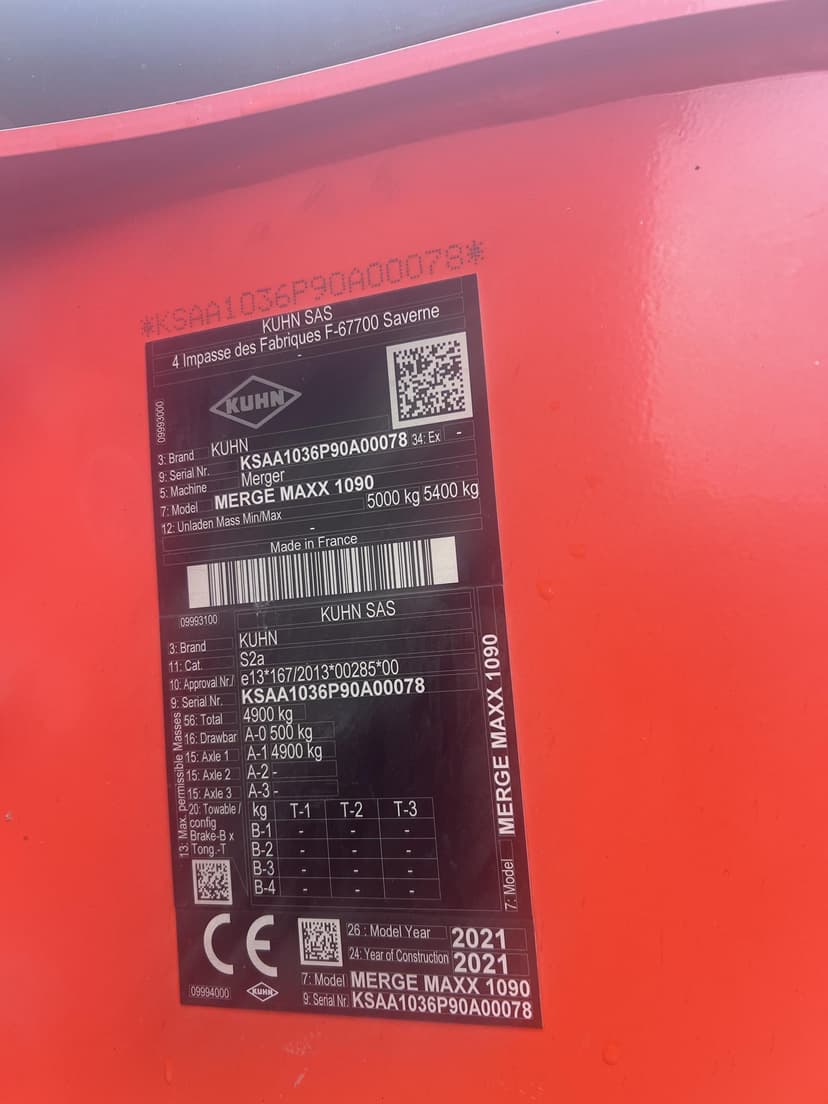 *KSAA1036P90A00078*
KUHN SAS
4 Impasse des Fabriques F-67700 Saverne
-
KUHN
09993000
3: Brand KUHN
9: Serial Nr. KSAA1036P90A00078 34: Ex -
5: Machine Merger
7: Model MERGE MAXX 1090
12: Unladen Mass Min/Max 5000 kg 5400 kg
-
Made in France
09993100 KUHN SAS
3: Brand KUHN
11: Cat. S2a
10: Approval Nr./ e13*167/2013*00285*00
9: Serial Nr. KSAA1036P90A00078
13: Max. permissible Masses
56: Total 4900 kg
16: Drawbar A-0 500 kg
15: Axle 1 A-1 4900 kg
15: Axle 2 A-2 -
15: Axle 3 A-3 -
20: Towable / kg T-1 T-2 T-3
config
Brake-B x B-1 - - -
Tong.-T B-2 - - -
B-3 - - -
B-4 - - -
7: Model MERGE MAXX 1090
CE
26 : Model Year 2021
24: Year of Construction 2021
7: Model MERGE MAXX 1090
09994000 KUHN 9: Serial Nr. KSAA1036P90A00078